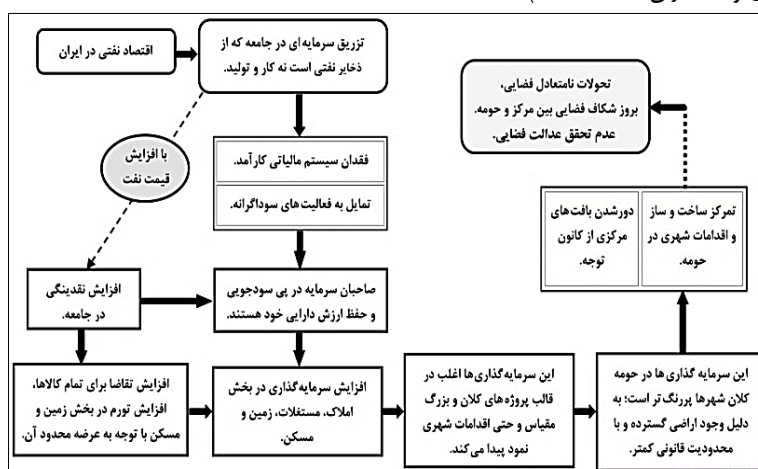 اقتصاد نفتی در ایران
تزریق سرمایه‌ای در جامعه که از
ذخایر نفتی است نه کار و تولید.
با افزایش
قیمت نفت
فقدان سیستم مالیاتی کارآمد.
تمایل به فعالیت‌های سوداگرانه.
افزایش نقدینگی
در جامعه.
صاحبان سرمایه در پی سودجویی
و حفظ ارزش دارایی خود هستند.
افزایش تقاضا برای تمام کالاها،
افزایش تورم در بخش زمین و
مسکن با توجه به عرضه محدود آن.
افزایش سرمایه‌گذاری در بخش
املاک، مستغلات، زمین و
مسکن.
این سرمایه‌گذاری‌ها اغلب در
قالب پروژه‌های کلان و بزرگ
مقیاس و حتی اقدامات شهری
نمود پیدا می‌کند.
این سرمایه گذاری‌ها در حومه
کلان شهرها پررنگ‌تر است؛ به
دلیل وجود اراضی گسترده و با
محدودیت قانونی کمتر.
تمرکز ساخت و ساز
و اقدامات شهری در
حومه.
دورشدن بافت‌های
مرکزی از کانون
توجه.
تحولات نامتعادل فضایی،
بروز شکاف فضایی بین مرکز و حومه.
عدم تحقق عدالت فضایی.